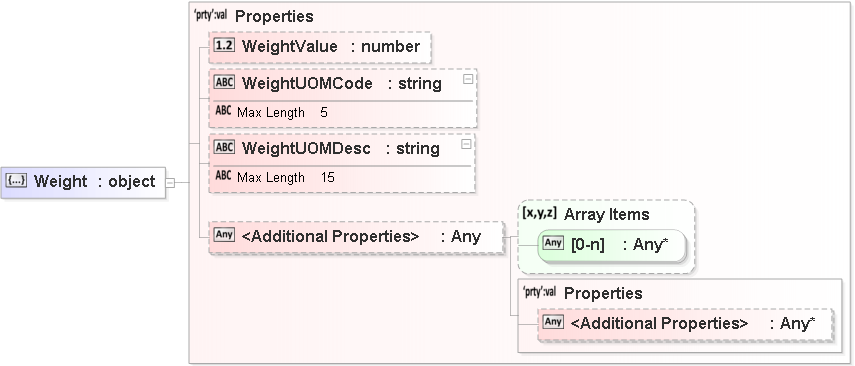 'prty':val Properties
1.2 WeightValue : number
ABC WeightUOMCode : string
ABC Max Length 5
ABC WeightUOMDesc : string
ABC Max Length 15
{...} Weight : object
Any <Additional Properties> : Any
[x,y,z] Array Items
Any [0-n] : Any*
'prty':val Properties
Any <Additional Properties> : Any*